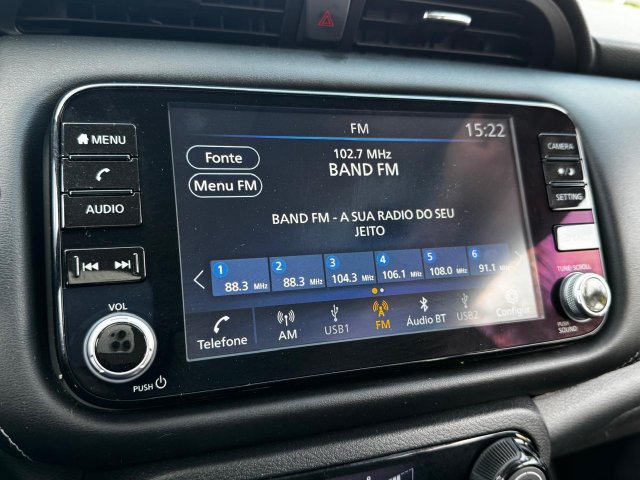 FM
15:22
MENU
Fonte
102.7 MHz
BAND FM
Menu FM
AUDIO
BAND FM - A SUA RADIO DO SEU
JEITO
1 88.3 MHz
2 88.3 MHz
3 104.3 MHz
4 106.1 MHz
5 108.0 MHz
6 91.1 MHz
Telefone
AM
USB1
FM
Áudio BT
USB2
Configur.
VOL
PUSH
CAMERA
SETTING
TUNE·SCROLL
PUSH
SOUND